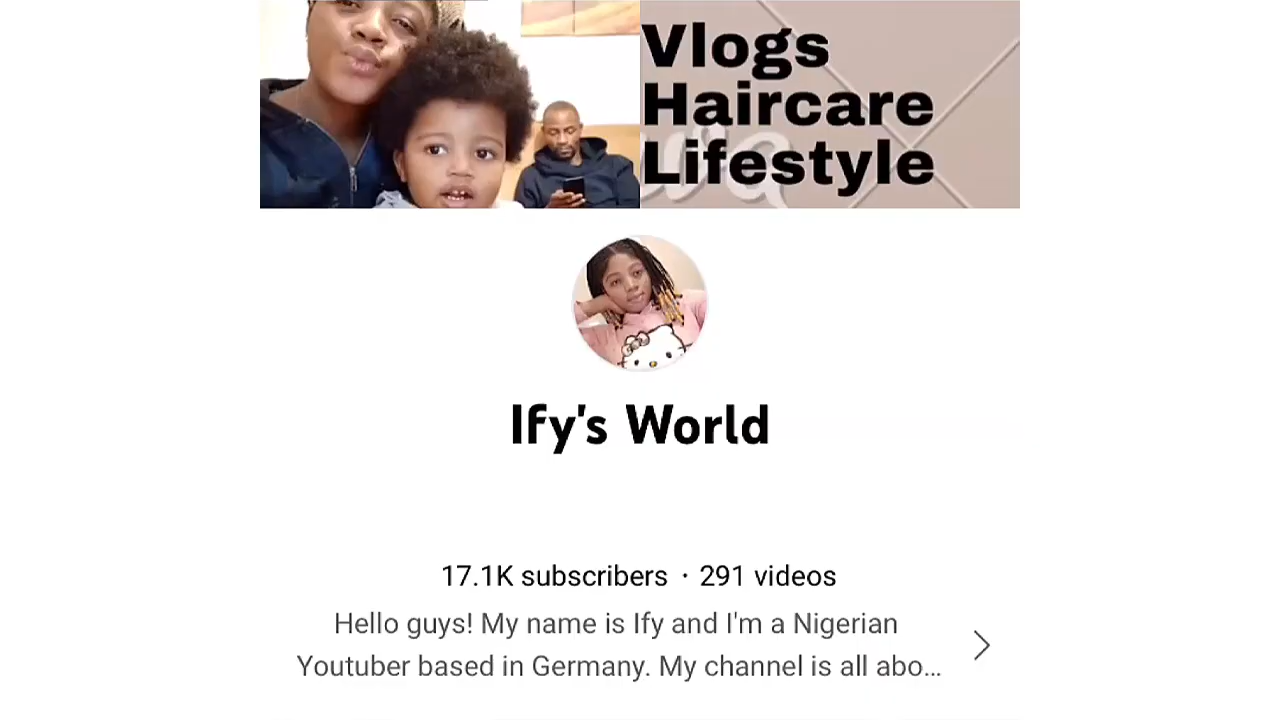 Vlogs
Haircare
Lifestyle
Ify's World
17.1K subscribers · 291 videos
Hello guys! My name is Ify and I'm a Nigerian
Youtuber based in Germany. My channel is all abo...